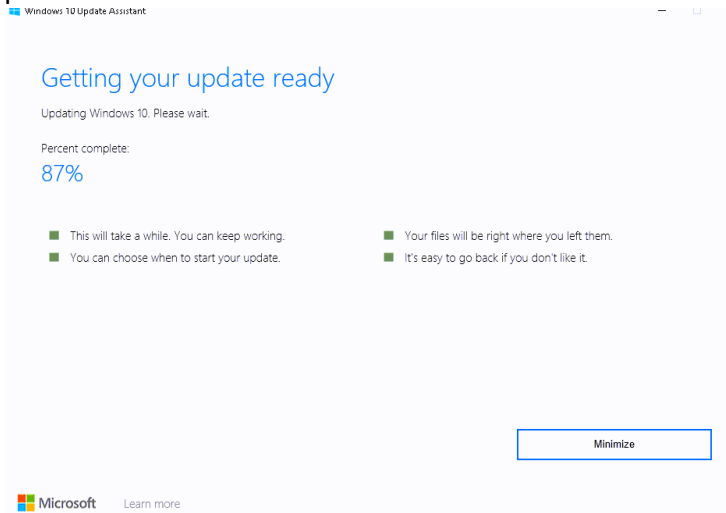 Windows 10 Update Assistant
Getting your update ready
Updating Windows 10. Please wait.
Percent complete:
87%
This will take a while. You can keep working.
You can choose when to start your update.
Your files will be right where you left them.
It's easy to go back if you don't like it.
Minimize
Microsoft Learn more